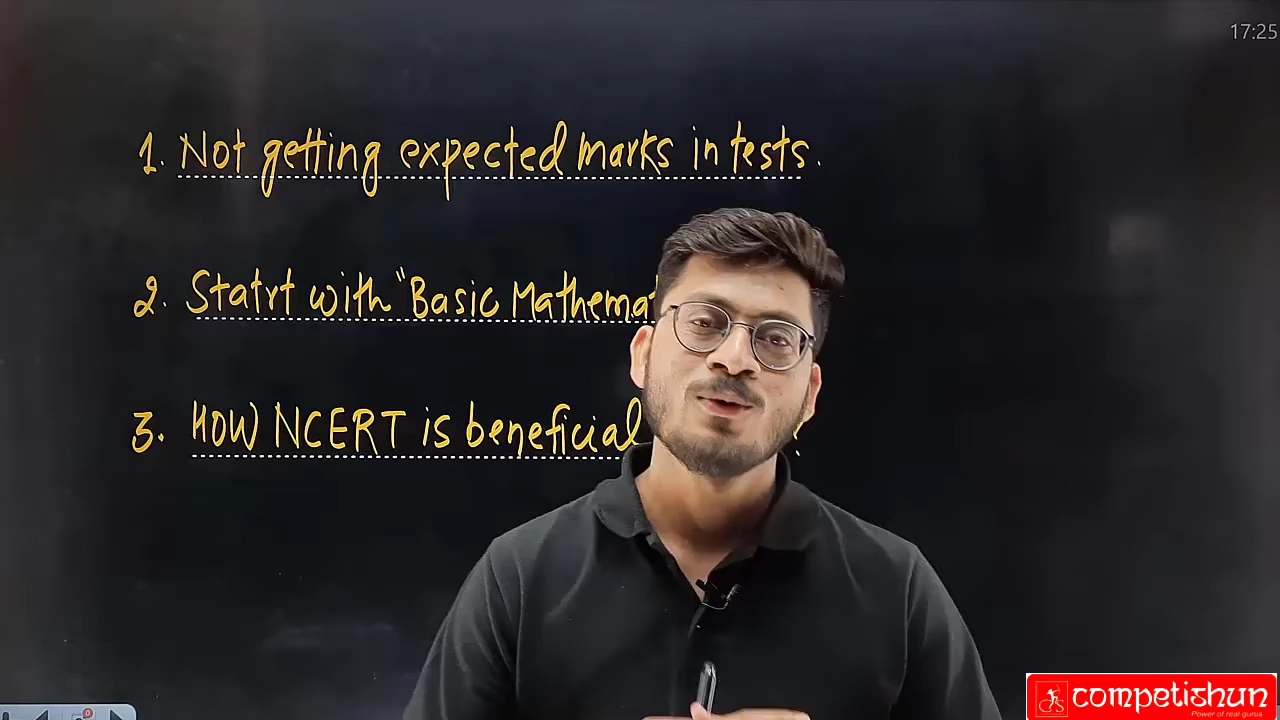 17:25
1. Not getting expected marks in tests.
2. Statrt with "Basic Mathemat
3. HOW NCERT is beneficial ?
competishun
Power of real gurus